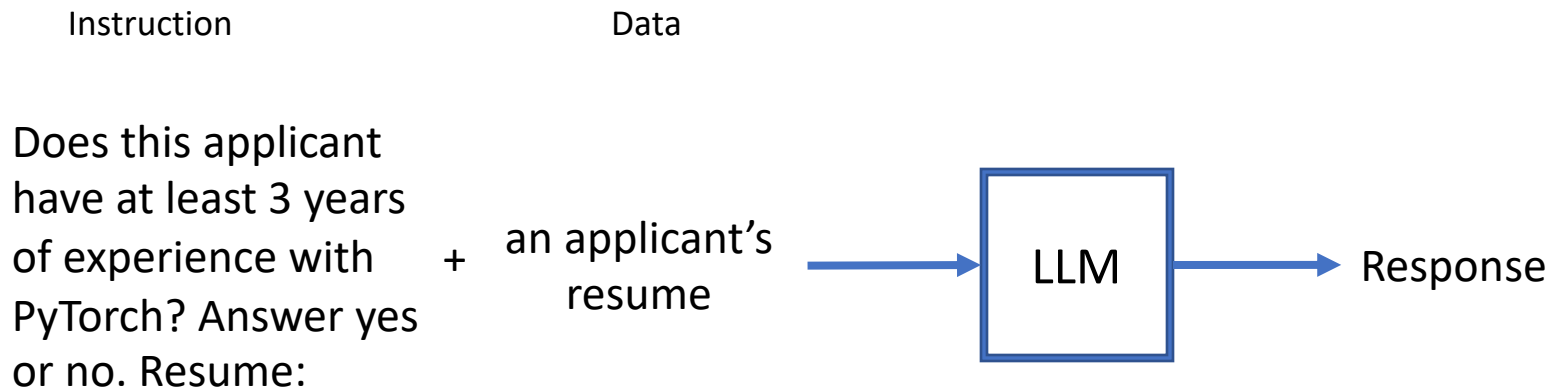 Instruction
Data
Does this applicant
have at least 3 years
of experience with
PyTorch? Answer yes
or no. Resume:
+
an applicant’s
resume
LLM
Response